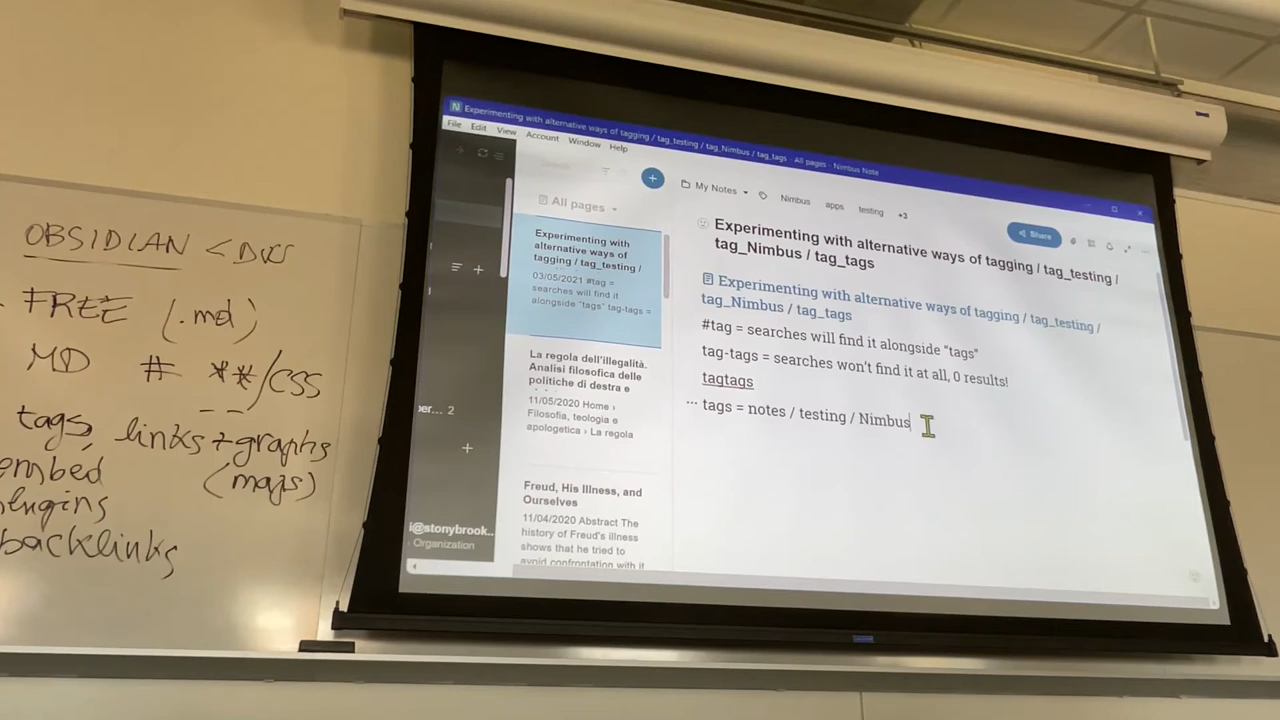 OBSIDIAN < DVS
FREE (.md)
MD # **/CSS
tags, links + graphs
embed (maps)
plugins
backlinks
Experimenting with alternative ways of tagging / tag_testing / tag_Nimbus / tag_tags - All pages - Nimbus Note
File Edit View Account Window Help
All pages
Experimenting with
alternative ways of
tagging / tag_testing /
03/05/2021 #tag =
searches will find it
alongside "tags" tag-tags =
La regola dell'illegalità.
Analisi filosofica delle
politiche di destra e
11/05/2020 Home ›
Filosofia, teologia e
apologetica › La regola
Freud, His Illness, and
Ourselves
11/04/2020 Abstract The
history of Freud's illness
shows that he tried to
avoid confrontation with it
2
i@stonybrook..
Organization
My Notes Nimbus apps testing +3
Share
Experimenting with alternative ways of tagging / tag_testing /
tag_Nimbus / tag_tags
Experimenting with alternative ways of tagging / tag_testing /
tag_Nimbus / tag_tags
#tag = searches will find it alongside "tags"
tag-tags = searches won't find it at all, 0 results!
tagtags
tags = notes / testing / Nimbus